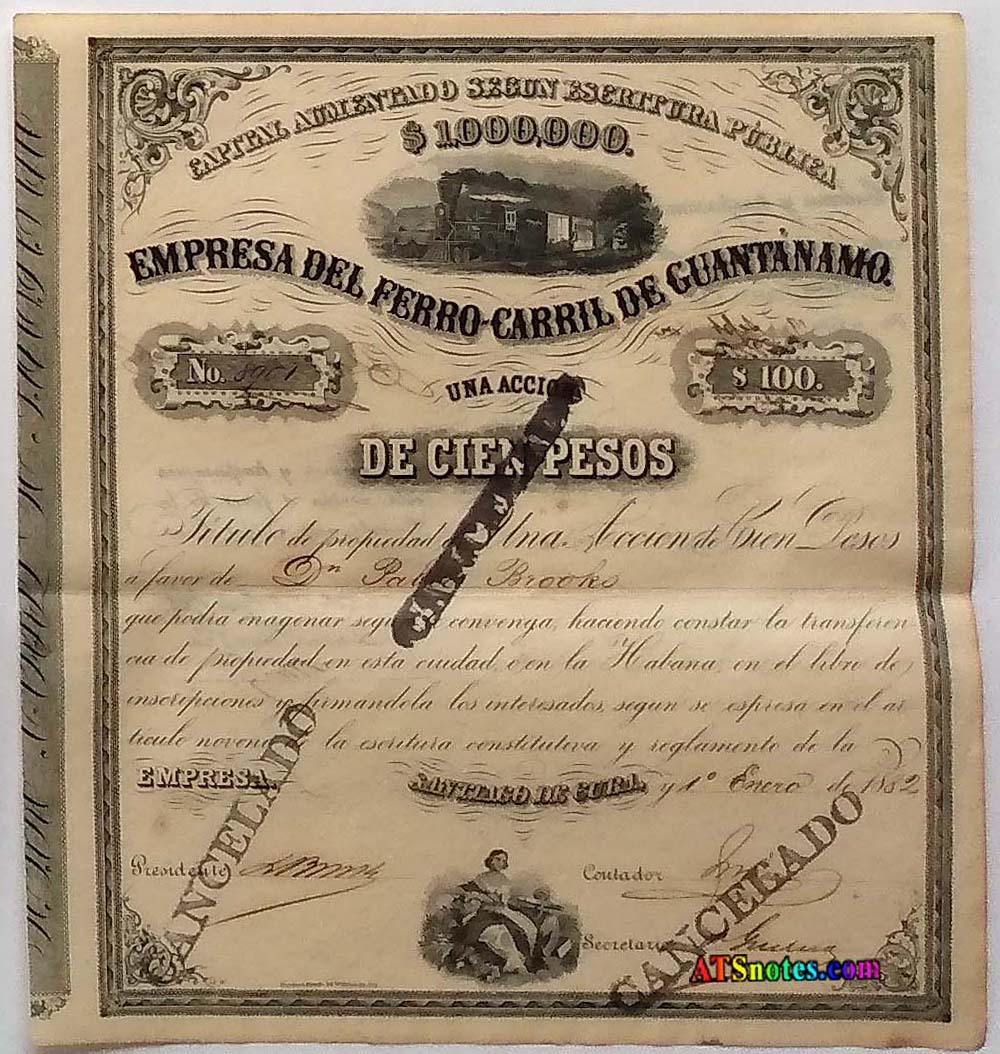 CAPITAL AUMENTADO SEGUN ESCRITURA PÚBLICA
$ 1.000,000.
EMPRESA DEL FERRO-CARRIL DE GUANTÁNAMO.
No. 8901
$ 100.
UNA ACCION
DE CIEN PESOS
Titulo de propiedad Una Accion de Cien Pesos
a favor de Dn Pablo Brooks
que podrá enagenar segun convenga, haciendo constar la transferen
cia de propiedad en esta ciudad, o en la Habana, en el libro de
inscripciones y firmandola los interesados, segun se espresa en el ar
ticulo noveno la escritura constitutiva y reglamento de la
EMPRESA.
SANTIAGO DE CUBA, y 1º Enero de 1882
Presidente
Contador
Secretario
CANCELADO
CANCELADO
ATSnotes.com